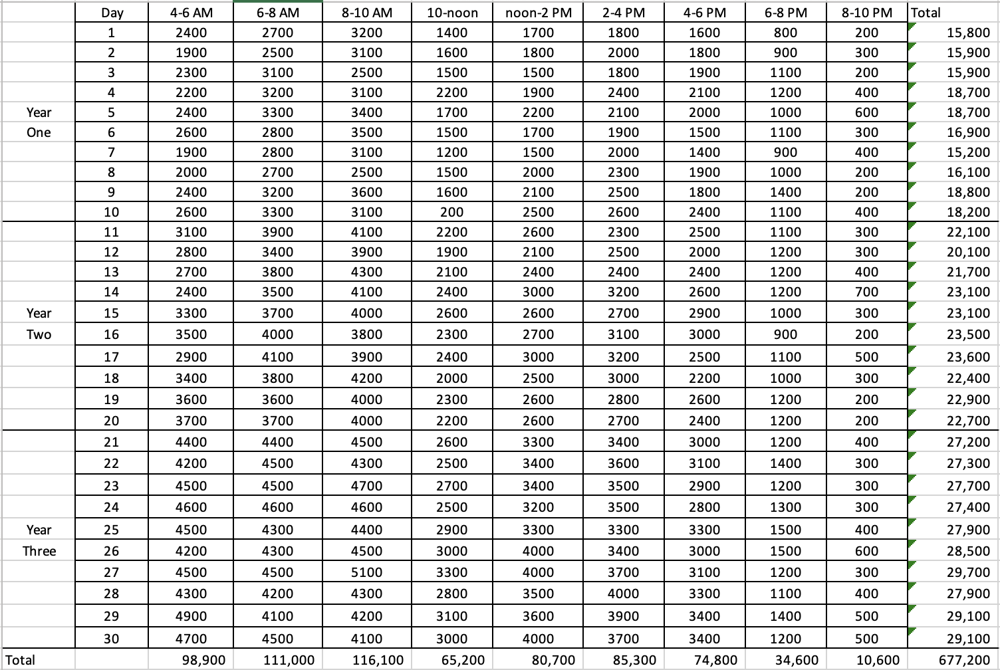 Day 4-6 AM 6-8 AM 8-10 AM 10-noon noon-2 PM 2-4 PM 4-6 PM 6-8 PM 8-10 PM Total
1 2400 2700 3200 1400 1700 1800 1600 800 200 15,800
2 1900 2500 3100 1600 1800 2000 1800 900 300 15,900
3 2300 3100 2500 1500 1500 1800 1900 1100 200 15,900
4 2200 3200 3100 2200 1900 2400 2100 1200 400 18,700
Year 5 2400 3300 3400 1700 2200 2100 2000 1000 600 18,700
One 6 2600 2800 3500 1500 1700 1900 1500 1100 300 16,900
7 1900 2800 3100 1200 1500 2000 1400 900 400 15,200
8 2000 2700 2500 1500 2000 2300 1900 1000 200 16,100
9 2400 3200 3600 1600 2100 2500 1800 1400 200 18,800
10 2600 3300 3100 200 2500 2600 2400 1100 400 18,200
11 3100 3900 4100 2200 2600 2300 2500 1100 300 22,100
12 2800 3400 3900 1900 2100 2500 2000 1200 300 20,100
13 2700 3800 4300 2100 2400 2400 2400 1200 400 21,700
14 2400 3500 4100 2400 3000 3200 2600 1200 700 23,100
Year 15 3300 3700 4000 2600 2600 2700 2900 1000 300 23,100
Two 16 3500 4000 3800 2300 2700 3100 3000 900 200 23,500
17 2900 4100 3900 2400 3000 3200 2500 1100 500 23,600
18 3400 3800 4200 2000 2500 3000 2200 1000 300 22,400
19 3600 3600 4000 2300 2600 2800 2600 1200 200 22,900
20 3700 3700 4000 2200 2600 2700 2400 1200 200 22,700
21 4400 4400 4500 2600 3300 3400 3000 1200 400 27,200
22 4200 4500 4300 2500 3400 3600 3100 1400 300 27,300
23 4500 4500 4700 2700 3400 3500 2900 1200 300 27,700
24 4600 4600 4600 2500 3200 3500 2800 1300 300 27,400
Year 25 4500 4300 4400 2900 3300 3300 3300 1500 400 27,900
Three 26 4200 4300 4500 3000 4000 3400 3000 1500 600 28,500
27 4500 4500 5100 3300 4000 3700 3100 1200 300 29,700
28 4300 4200 4300 2800 3500 4000 3300 1100 400 27,900
29 4900 4100 4200 3100 3600 3900 3400 1400 500 29,100
30 4700 4500 4100 3000 4000 3700 3400 1200 500 29,100
Total 98,900 111,000 116,100 65,200 80,700 85,300 74,800 34,600 10,600 677,200